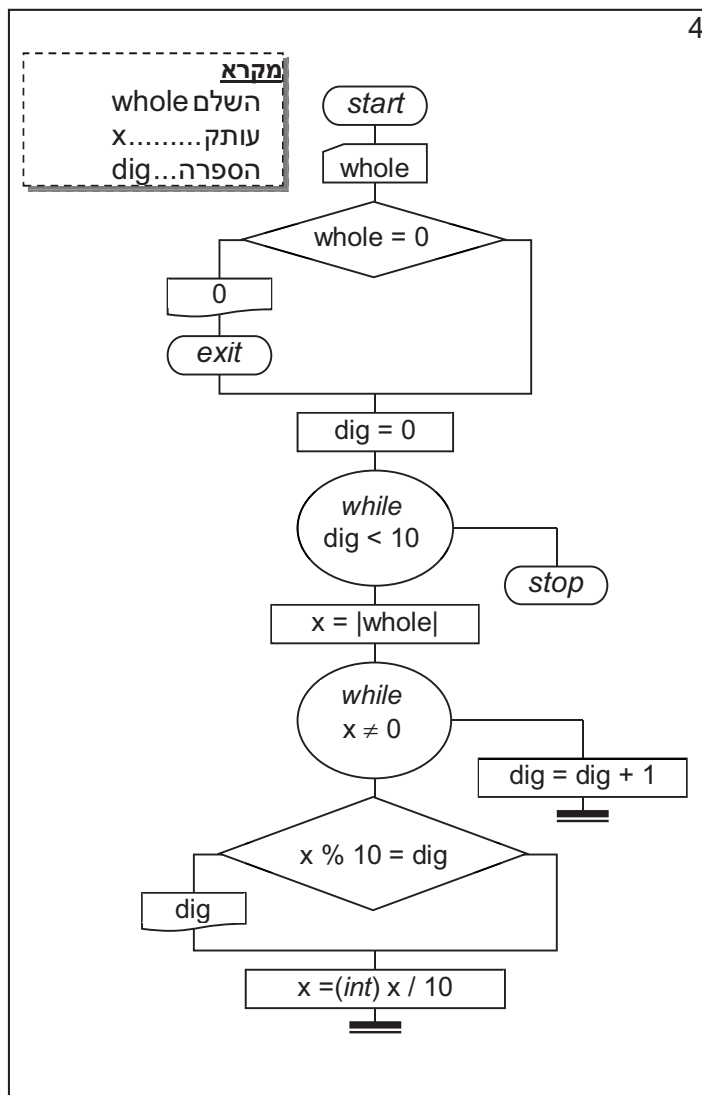 4
מקרא
השלם whole
עותק.........x
הספרה...dig
start
whole
whole = 0
0
exit
dig = 0
while
dig < 10
stop
x = |whole|
while
x ≠ 0
dig = dig + 1
x % 10 = dig
dig
x =(int) x / 10